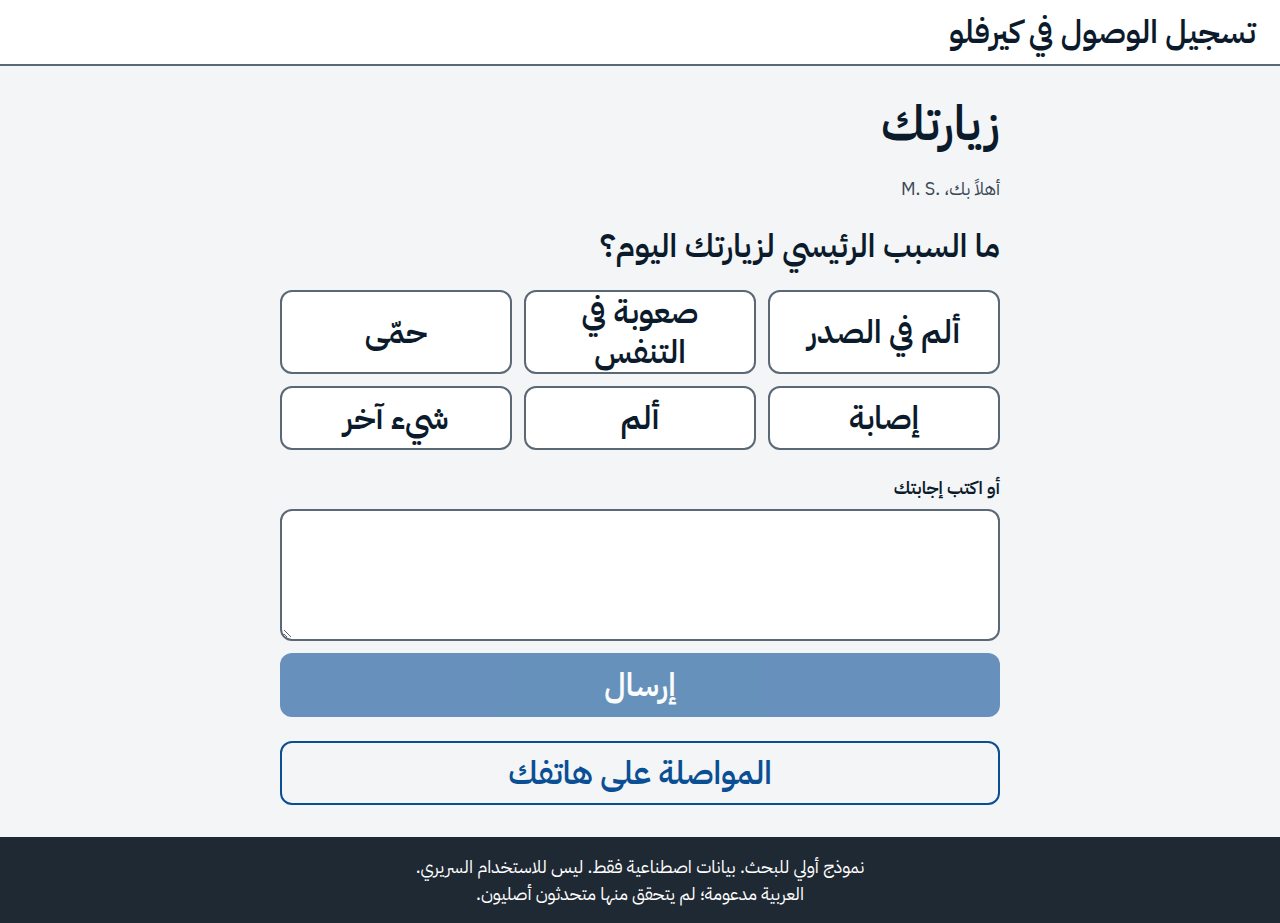 تسجيل الوصول في كيرفلو
زيارتك
أهلاً بك، M. S.
ما السبب الرئيسي لزيارتك اليوم؟
ألم في الصدر
صعوبة في
التنفس
حمّى
إصابة
ألم
شيء آخر
أو اكتب إجابتك
إرسال
المواصلة على هاتفك
نموذج أولي للبحث. بيانات اصطناعية فقط. ليس للاستخدام السريري.
العربية مدعومة؛ لم يتحقق منها متحدثون أصليون.